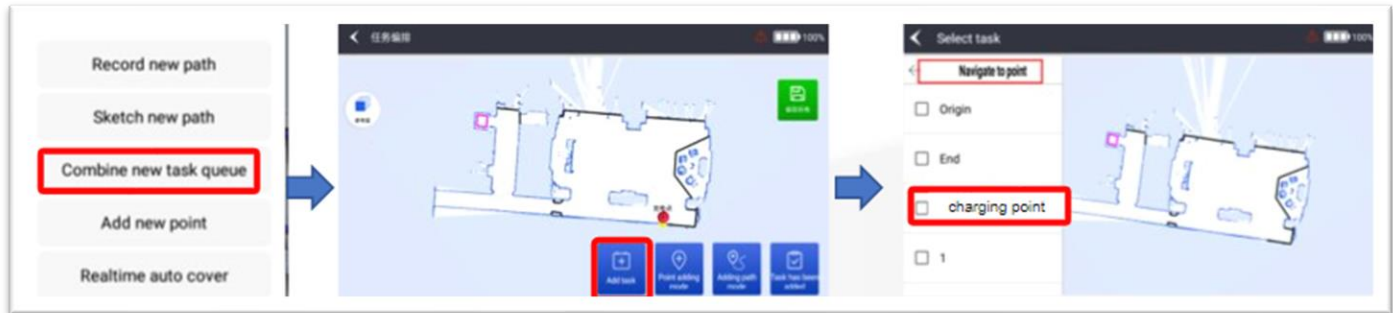 Record new path
Sketch new path
Combine new task queue
Add new point
Realtime auto cover
任务编排
100%
Add task
Point adding
mode
Adding path
mode
Task has been
added
Select task
100%
Navigate to point
Origin
End
charging point
1